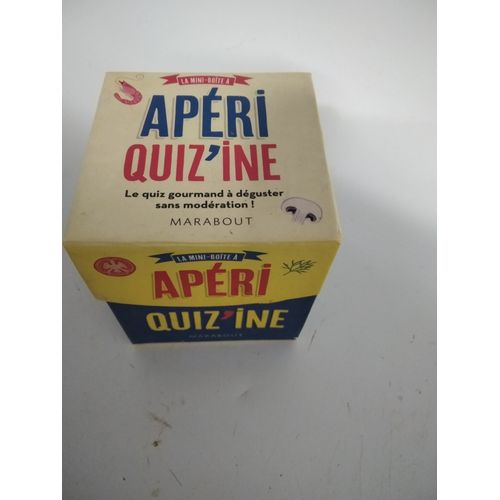 LA MINI-BOÎTE À
APÉRI
QUIZ'INE
Le quiz gourmand à déguster
sans modération !
MARABOUT
LA MINI-BOÎTE À
APÉRI
QUIZ'INE
MARABOUT